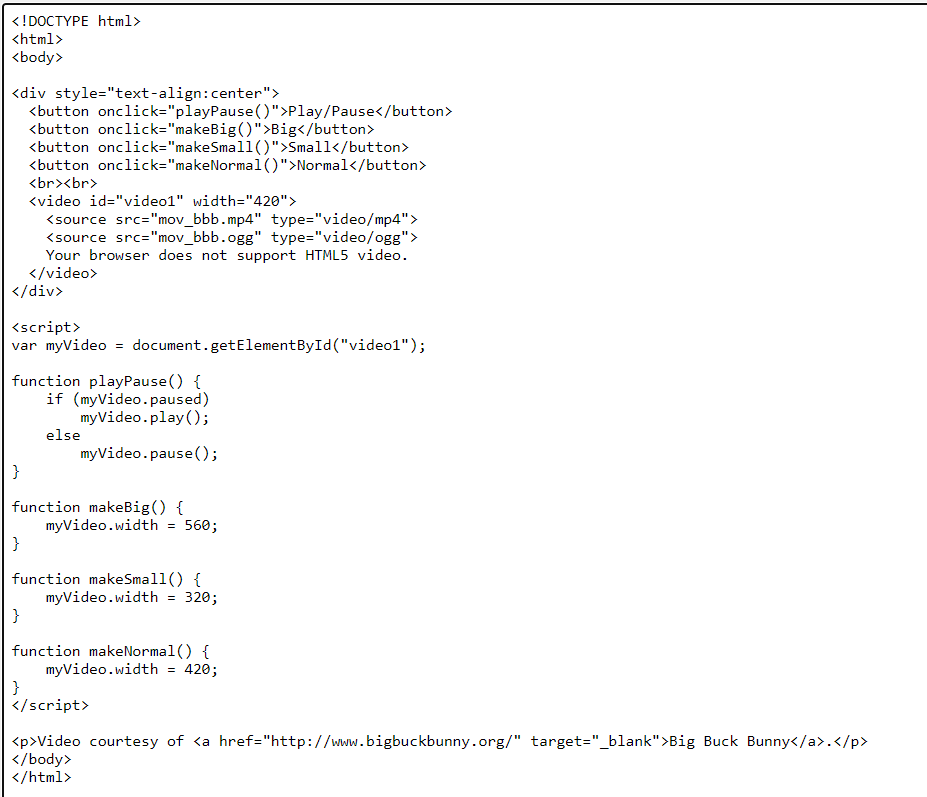 <!DOCTYPE html>
<html>
<body>
<div style="text-align:center">
  <button onclick="playPause()">Play/Pause</button>
  <button onclick="makeBig()">Big</button>
  <button onclick="makeSmall()">Small</button>
  <button onclick="makeNormal()">Normal</button>
  <br><br>
  <video id="video1" width="420">
    <source src="mov_bbb.mp4" type="video/mp4">
    <source src="mov_bbb.ogg" type="video/ogg">
    Your browser does not support HTML5 video.
  </video>
</div>
<script>
var myVideo = document.getElementById("video1");
function playPause() {
    if (myVideo.paused)
        myVideo.play();
    else
        myVideo.pause();
}
function makeBig() {
    myVideo.width = 560;
}
function makeSmall() {
    myVideo.width = 320;
}
function makeNormal() {
    myVideo.width = 420;
}
</script>
<p>Video courtesy of <a href="http://www.bigbuckbunny.org/" target="_blank">Big Buck Bunny</a>.</p>
</body>
</html>